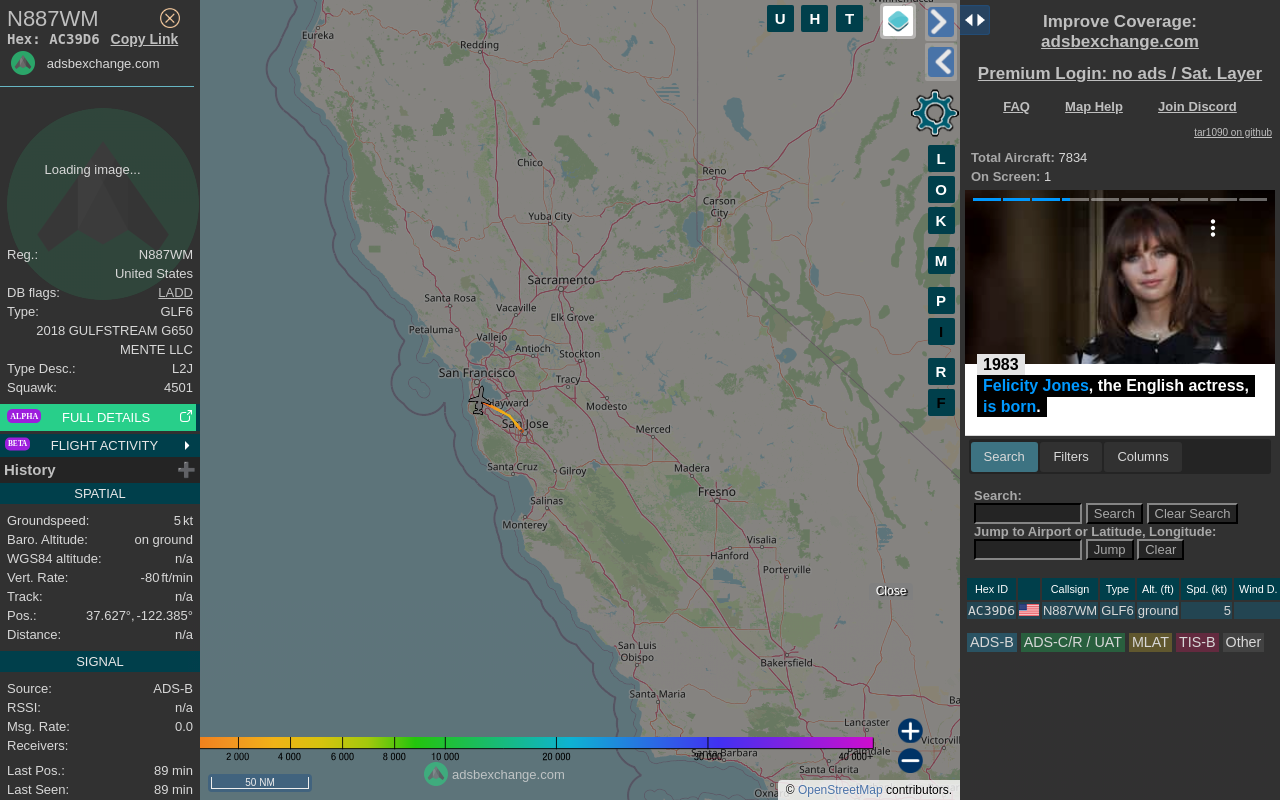 N887WM
Hex: AC39D6 Copy Link
adsbexchange.com
Loading image...
Reg.: N887WM
United States
DB flags: LADD
Type: GLF6
2018 GULFSTREAM G650
MENTE LLC
Type Desc.: L2J
Squawk: 4501
ALPHA FULL DETAILS
BETA FLIGHT ACTIVITY
History
SPATIAL
Groundspeed: 5 kt
Baro. Altitude: on ground
WGS84 altitude: n/a
Vert. Rate: -80 ft/min
Track: n/a
Pos.: 37.627°, -122.385°
Distance: n/a
SIGNAL
Source: ADS-B
RSSI: n/a
Msg. Rate: 0.0
Receivers:
Last Pos.: 89 min
Last Seen: 89 min
Eureka
Redding
Chico
Reno
Carson
City
Yuba City
Sacramento
Santa Rosa
Vacaville
Elk Grove
Petaluma
Vallejo
Antioch
Stockton
San Francisco
Tracy
Hayward
Modesto
San Jose
Merced
Santa Cruz
Gilroy
Madera
Fresno
Salinas
Monterey
Visalia
Hanford
Porterville
San Luis
Obispo
Bakersfield
Santa Maria
Lancaster
Santa Barbara
Palmdale
Santa Clarita
U H T
L
O
K
M
P
I
R
F
Close
2 000 4 000 6 000 8 000 10 000 20 000 30 000 40 000+
50 NM
adsbexchange.com
© OpenStreetMap contributors.
Improve Coverage:
adsbexchange.com
Premium Login: no ads / Sat. Layer
FAQ Map Help Join Discord
tar1090 on github
Total Aircraft: 7834
On Screen: 1
1983
Felicity Jones, the English actress,
is born.
Search Filters Columns
Search:
Search Clear Search
Jump to Airport or Latitude, Longitude:
Jump Clear
Hex ID Callsign Type Alt. (ft) Spd. (kt) Wind D.
AC39D6 N887WM GLF6 ground 5
ADS-B ADS-C/R / UAT MLAT TIS-B Other